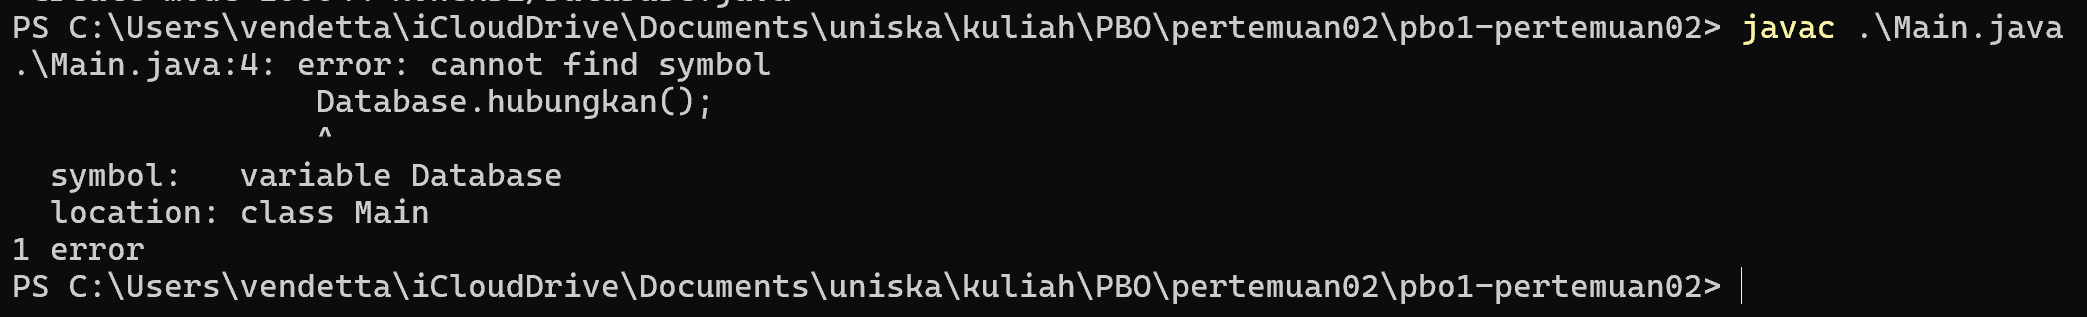 PS C:\Users\vendetta\iCloudDrive\Documents\uniska\kuliah\PBO\pertemuan02\pbo1-pertemuan02> javac .\Main.java
.\Main.java:4: error: cannot find symbol
                Database.hubungkan();
                ^
  symbol:   variable Database
  location: class Main
1 error
PS C:\Users\vendetta\iCloudDrive\Documents\uniska\kuliah\PBO\pertemuan02\pbo1-pertemuan02>